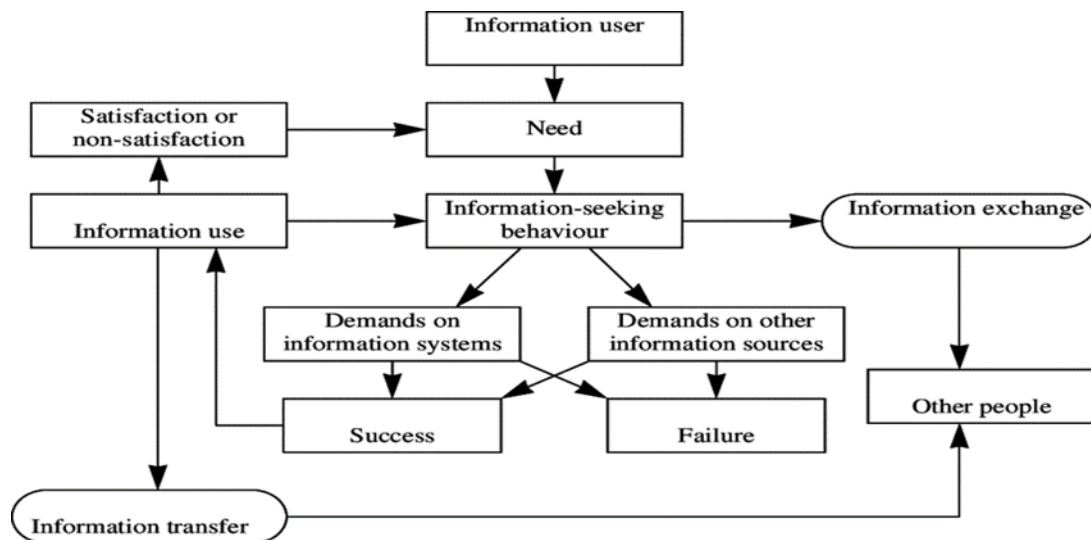 Information user
Satisfaction or
non-satisfaction
Need
Information use
Information-seeking
behaviour
Information exchange
Demands on
information systems
Demands on other
information sources
Other people
Success
Failure
Information transfer